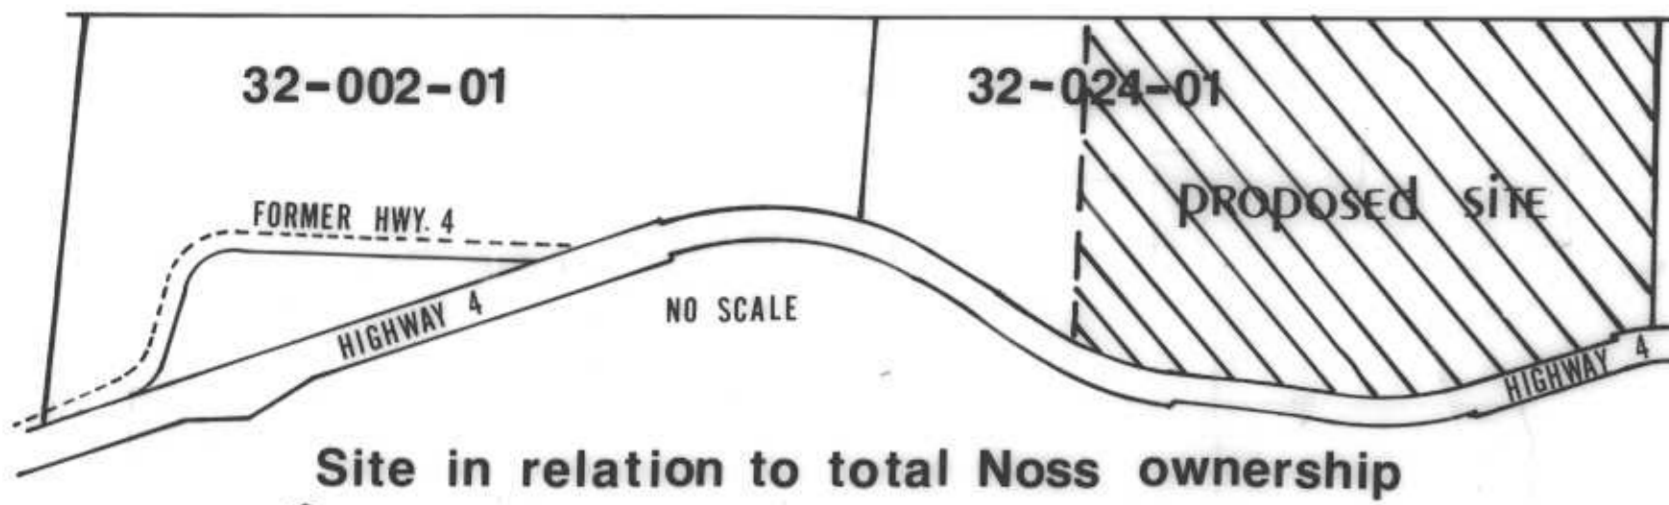 32-002-01
32-024-01
PROPOSED SITE
FORMER HWY. 4
HIGHWAY 4
NO SCALE
HIGHWAY 4
Site in relation to total Noss ownership